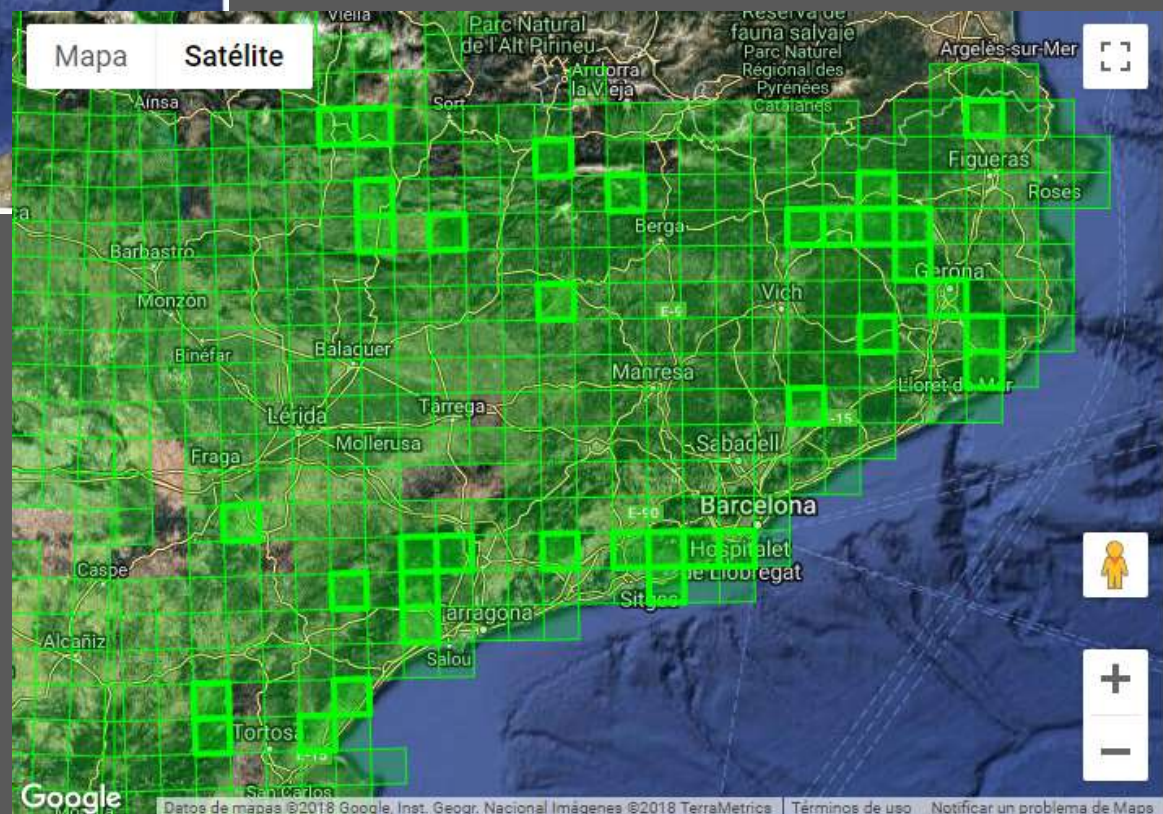 Mapa
Satélite
Viella
Parc Natural
de l'Alt Pirineu
Reserva de
fauna salvaje
Parc Naturel
Régional des
Pyrénées
Catalanes
Argelès-sur-Mer
Andorra
la Vieja
Aínsa
Sort
Figueras
Roses
Berga
Barbastro
Gerona
Monzón
Vich
E-9
Binéfar
Balaguer
Manresa
Lloret de Mar
Tárrega
Lérida
-15
Mollerusa
Sabadell
Fraga
Barcelona
E-90
Hospitalet
de Llobregat
Caspe
Sitges
arragona
Alcañiz
Salou
Tortosa
E-15
San Carlos
Google
Datos de mapas ©2018 Google, Inst. Geogr. Nacional Imágenes ©2018 TerraMetrics
Términos de uso
Notificar un problema de Maps